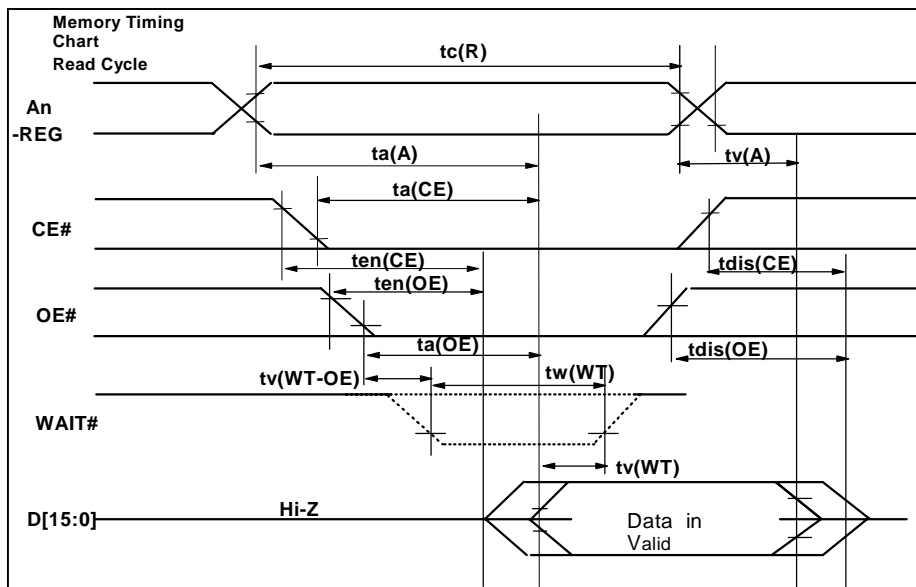 Memory Timing
Chart
Read Cycle
tc(R)
An
-REG
ta(A)
tv(A)
ta(CE)
CE#
ten(CE)
tdis(CE)
ten(OE)
OE#
ta(OE)
tdis(OE)
tv(WT-OE)
tw(WT)
WAIT#
tv(WT)
Hi-Z
D[15:0]
Data in
Valid